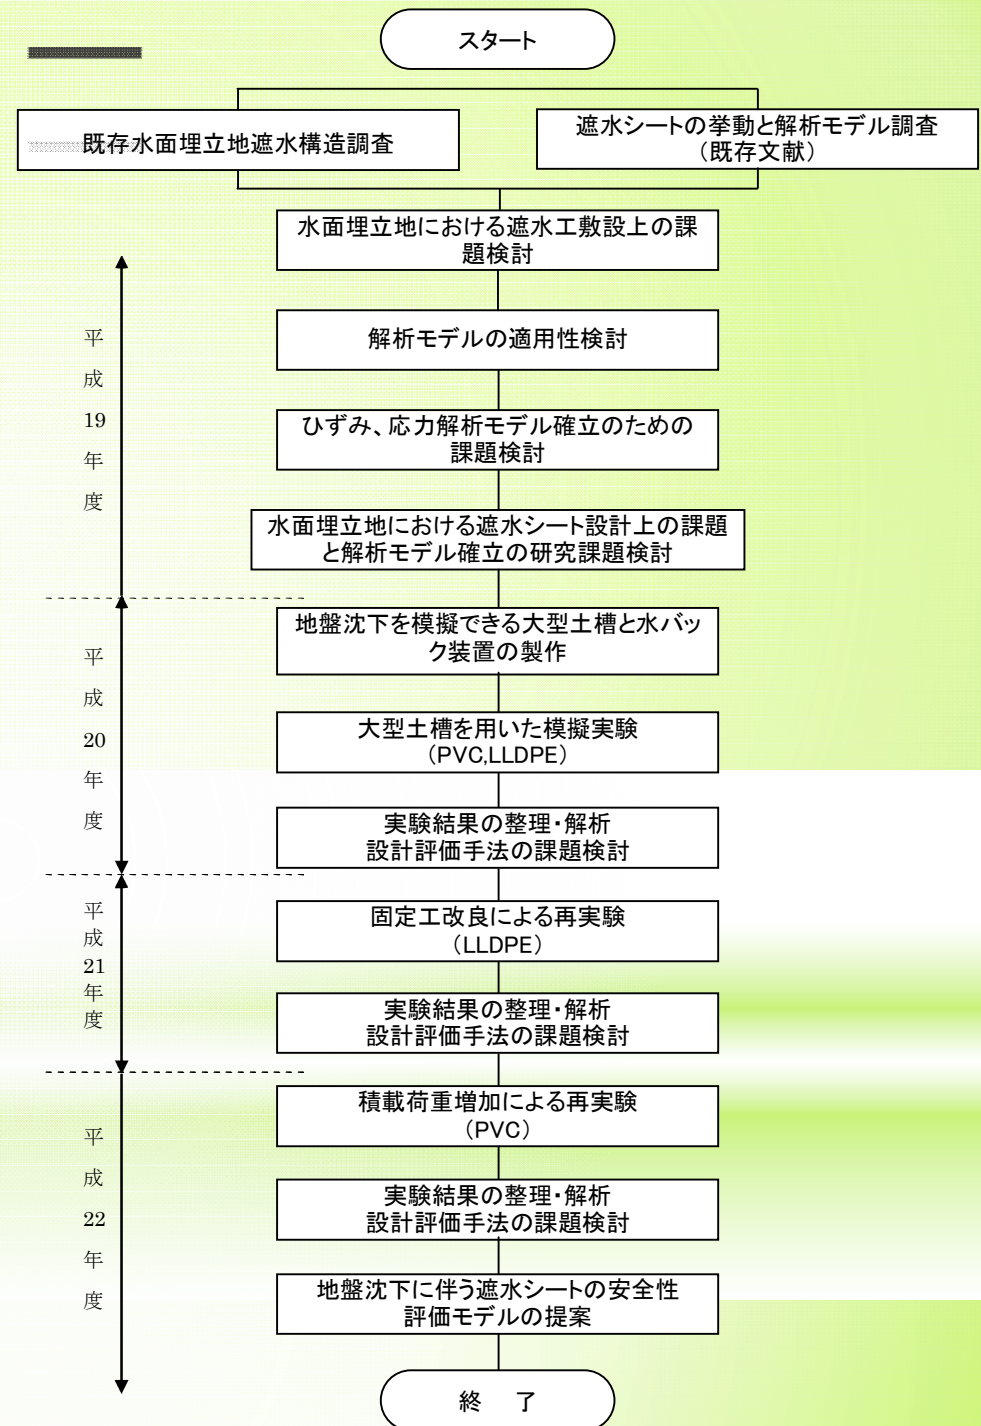 スタート
既存水面埋立地遮水構造調査
遮水シートの挙動と解析モデル調査
（既存文献）
水面埋立地における遮水工敷設上の課
題検討
解析モデルの適用性検討
ひずみ、応力解析モデル確立のための
課題検討
水面埋立地における遮水シート設計上の課題
と解析モデル確立の研究課題検討
平成19年度
地盤沈下を模擬できる大型土槽と水バッ
ク装置の製作
大型土槽を用いた模擬実験
（PVC,LLDPE）
実験結果の整理・解析
設計評価手法の課題検討
平成20年度
固定工改良による再実験
（LLDPE）
実験結果の整理・解析
設計評価手法の課題検討
平成21年度
積載荷重増加による再実験
（PVC）
実験結果の整理・解析
設計評価手法の課題検討
地盤沈下に伴う遮水シートの安全性
評価モデルの提案
平成22年度
終　了